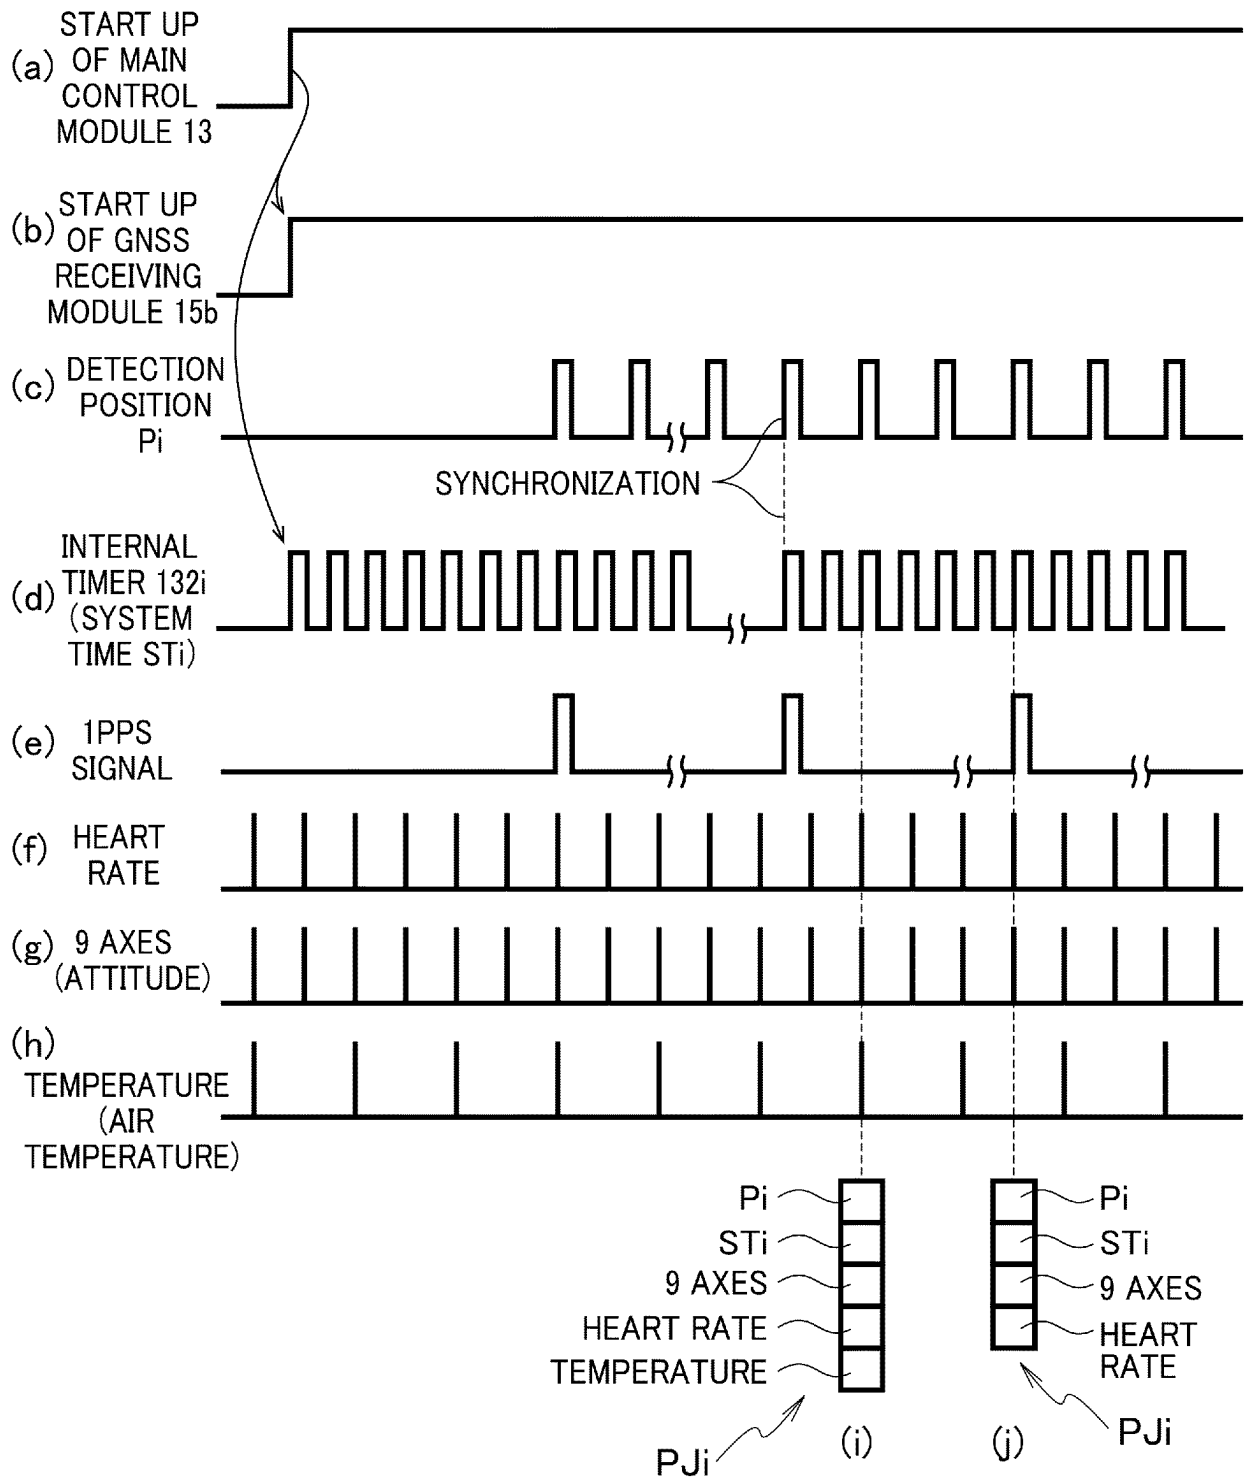 (a) START UP
OF MAIN
CONTROL
MODULE 13
(b) START UP
OF GNSS
RECEIVING
MODULE 15b
(c) DETECTION
POSITION
Pi
SYNCHRONIZATION
(d) INTERNAL
TIMER 132i
(SYSTEM
TIME STi)
(e) 1PPS
SIGNAL
(f) HEART
RATE
(g) 9 AXES
(ATTITUDE)
(h)
TEMPERATURE
(AIR
TEMPERATURE)
Pi
STi
9 AXES
HEART RATE
TEMPERATURE
PJi
(i)
Pi
STi
9 AXES
HEART
RATE
PJi
(j)